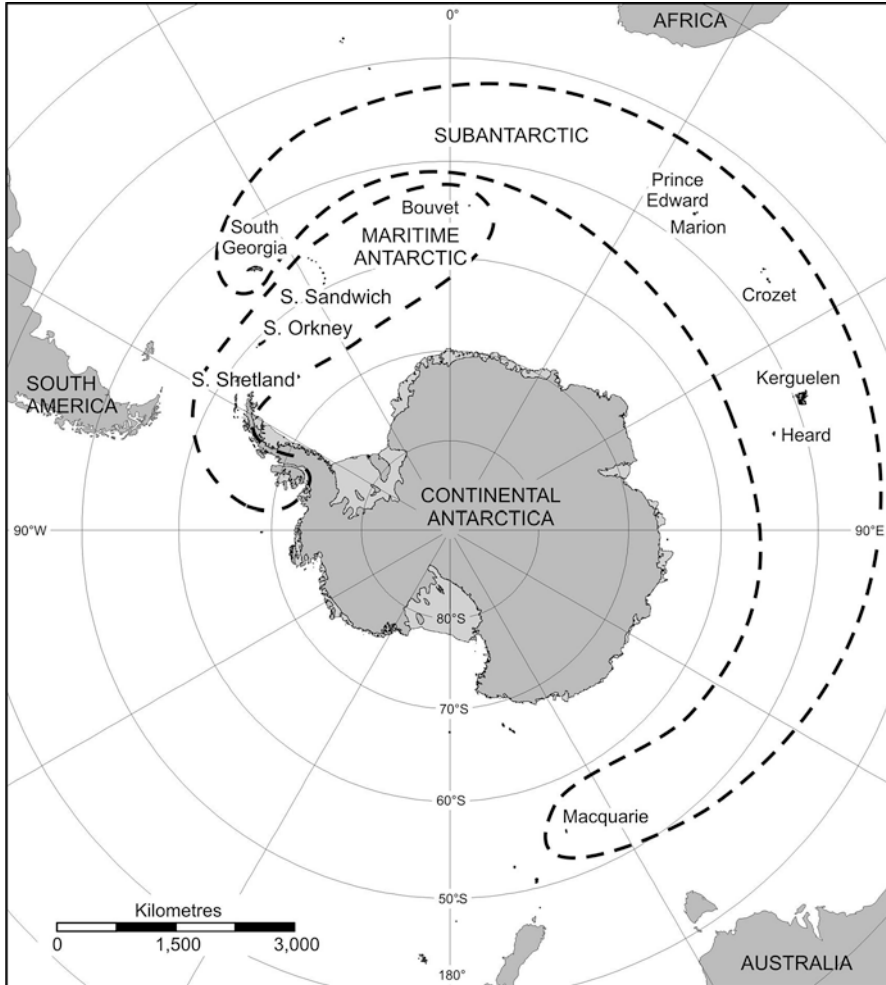 0°
AFRICA
SUBANTARCTIC
Prince
Edward
Marion
Bouvet
South
Georgia
MARITIME
ANTARCTIC
Crozet
S. Sandwich
S. Orkney
S. Shetland
SOUTH
AMERICA
Kerguelen
Heard
CONTINENTAL
ANTARCTICA
90°W
90°E
80°S
70°S
60°S
Macquarie
50°S
Kilometres
0 1,500 3,000
180°
AUSTRALIA